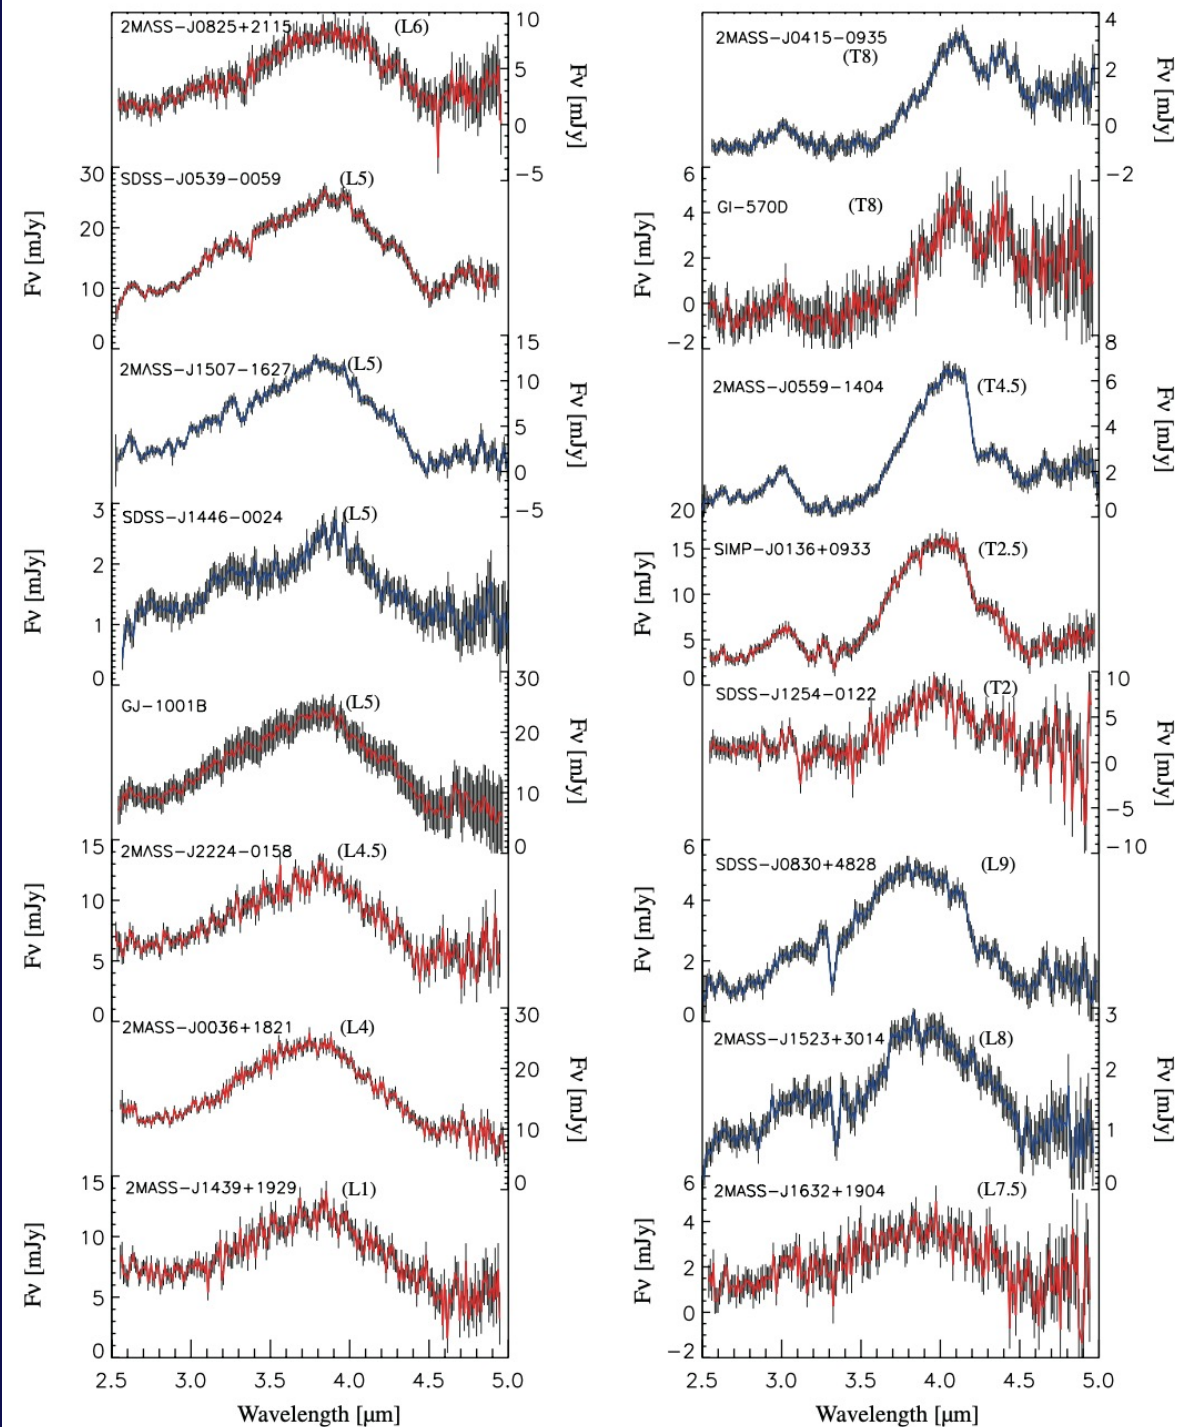 2MASS-J0825+2115 (L6)
10
5
0
-5
Fν [mJy]
30
20
10
0
Fν [mJy]
SDSS-J0539-0059 (L5)
15
10
5
0
-5
Fν [mJy]
2MASS-J1507-1627 (L5)
3
2
1
0
Fν [mJy]
SDSS-J1446-0024 (L5)
30
20
10
0
Fν [mJy]
GJ-1001B (L5)
15
10
5
0
Fν [mJy]
2MASS-J2224-0158 (L4.5)
30
20
10
0
Fν [mJy]
2MASS-J0036+1821 (L4)
15
10
5
0
Fν [mJy]
2MASS-J1439+1929 (L1)
2.5 3.0 3.5 4.0 4.5 5.0
Wavelength [µm]
2MASS-J0415-0935
(T8)
4
2
0
-2
Fν [mJy]
6
4
2
0
-2
Fν [mJy]
Gl-570D (T8)
8
6
4
2
0
Fν [mJy]
2MASS-J0559-1404 (T4.5)
20
15
10
5
0
Fν [mJy]
SIMP-J0136+0933 (T2.5)
10
5
0
-5
-10
Fν [mJy]
SDSS-J1254-0122 (T2)
6
4
2
0
Fν [mJy]
SDSS-J0830+4828 (L9)
3
2
1
0
Fν [mJy]
2MASS-J1523+3014 (L8)
6
4
2
0
-2
Fν [mJy]
2MASS-J1632+1904 (L7.5)
2.5 3.0 3.5 4.0 4.5 5.0
Wavelength [µm]